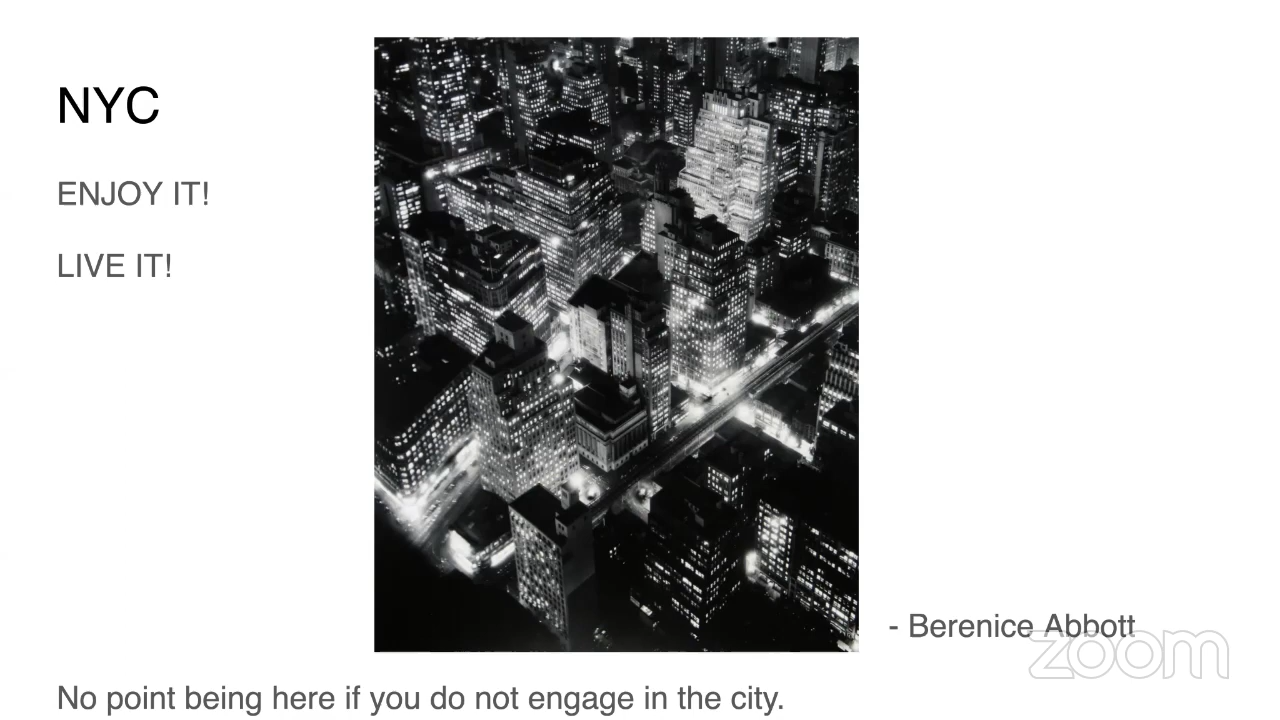 NYC
ENJOY IT!
LIVE IT!
- Berenice Abbott
zoom
No point being here if you do not engage in the city.